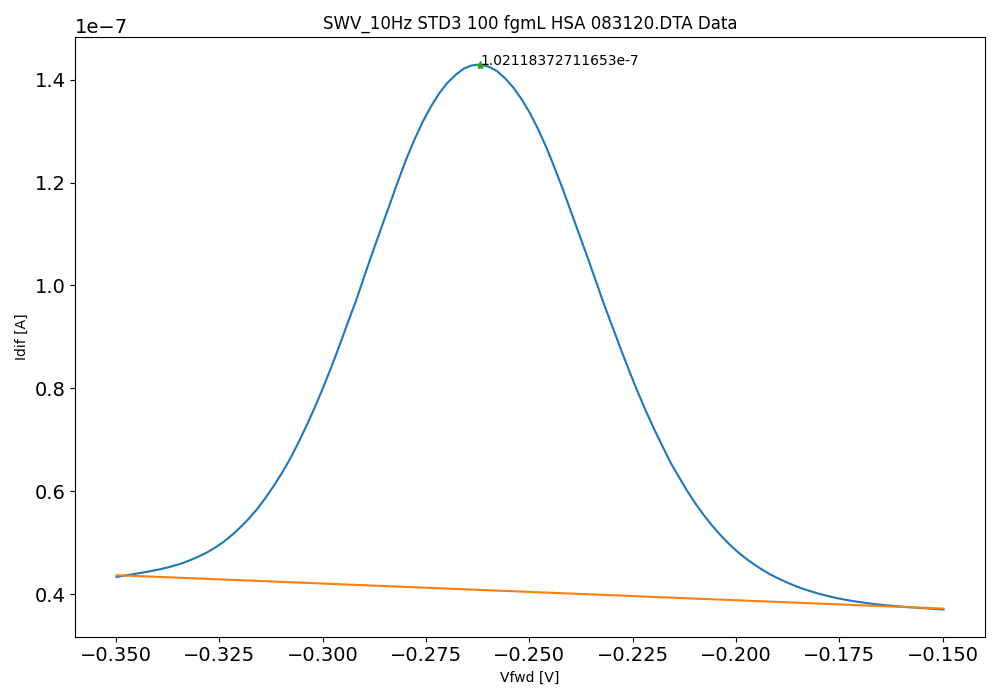 SWV_10Hz STD3 100 fgmL HSA 083120.DTA Data
1e−7
1.02118372711653e-7
1.4
1.2
1.0
0.8
0.6
0.4
Idif [A]
−0.350 −0.325 −0.300 −0.275 −0.250 −0.225 −0.200 −0.175 −0.150
Vfwd [V]